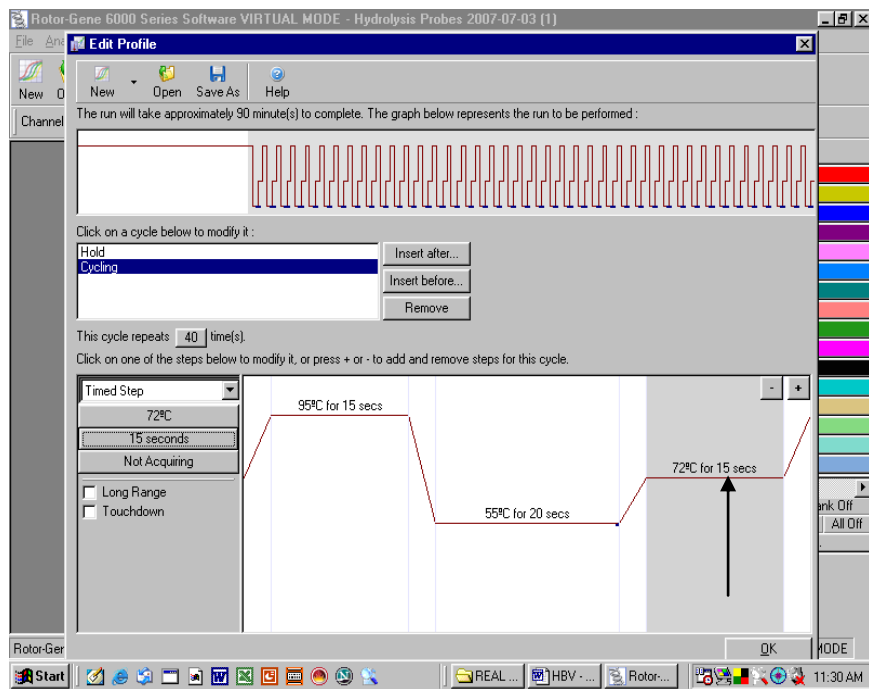 Rotor-Gene 6000 Series Software VIRTUAL MODE - Hydrolysis Probes 2007-07-03 (1)
File Ana
Edit Profile
New
New Open Save As Help
Channel
The run will take approximately 90 minute(s) to complete. The graph below represents the run to be performed :
Click on a cycle below to modify it :
Hold
Cycling
Insert after...
Insert before...
Remove
This cycle repeats 40 time(s).
Click on one of the steps below to modify it, or press + or - to add and remove steps for this cycle.
Timed Step
72ºC
15 seconds
Not Acquiring
Long Range
Touchdown
95ºC for 15 secs
55ºC for 20 secs
72ºC for 15 secs
- +
ank Off
All Off
OK
Rotor-Ger
MODE
Start
REAL ... HBV - ... Rotor-...
11:30 AM